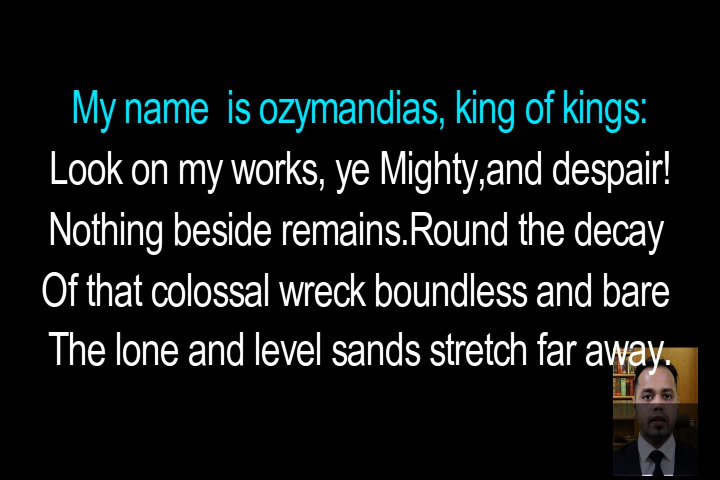 My name  is ozymandias, king of kings:
Look on my works, ye Mighty,and despair!
Nothing beside remains.Round the decay
Of that colossal wreck boundless and bare
The lone and level sands stretch far away.